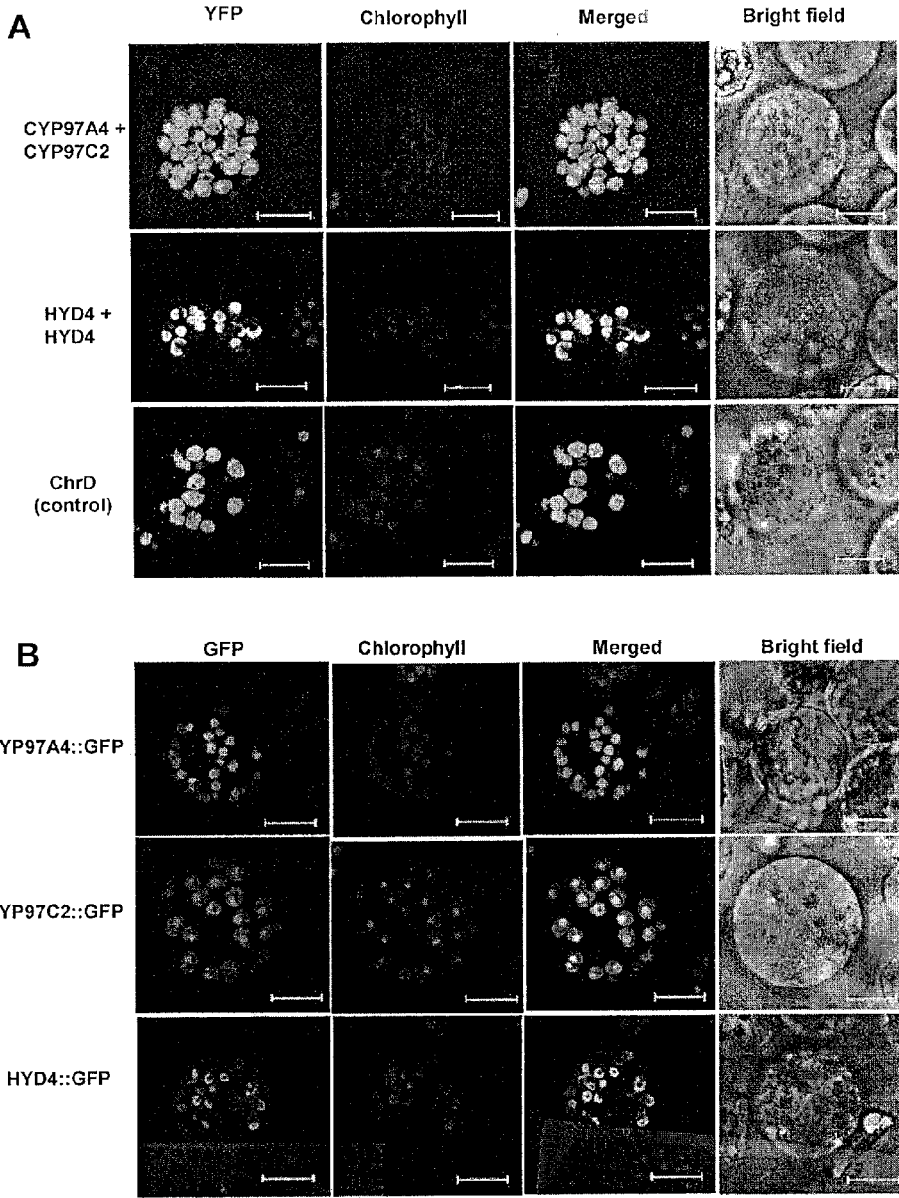 A
YFP Chlorophyll Merged Bright field
CYP97A4 +
CYP97C2
HYD4 +
HYD4
ChrD
(control)
B
GFP Chlorophyll Merged Bright field
YP97A4::GFP
YP97C2::GFP
HYD4::GFP